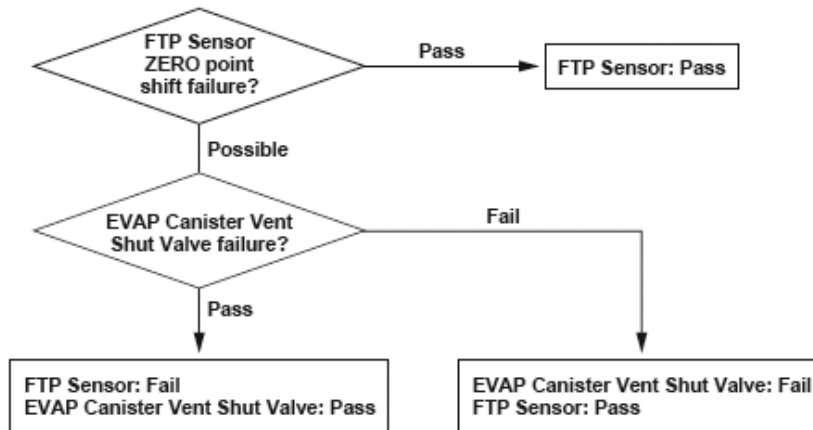 FTP Sensor
ZERO point
shift failure?
Pass
FTP Sensor: Pass
Possible
EVAP Canister Vent
Shut Valve failure?
Fail
Pass
FTP Sensor: Fail
EVAP Canister Vent Shut Valve: Pass
EVAP Canister Vent Shut Valve: Fail
FTP Sensor: Pass